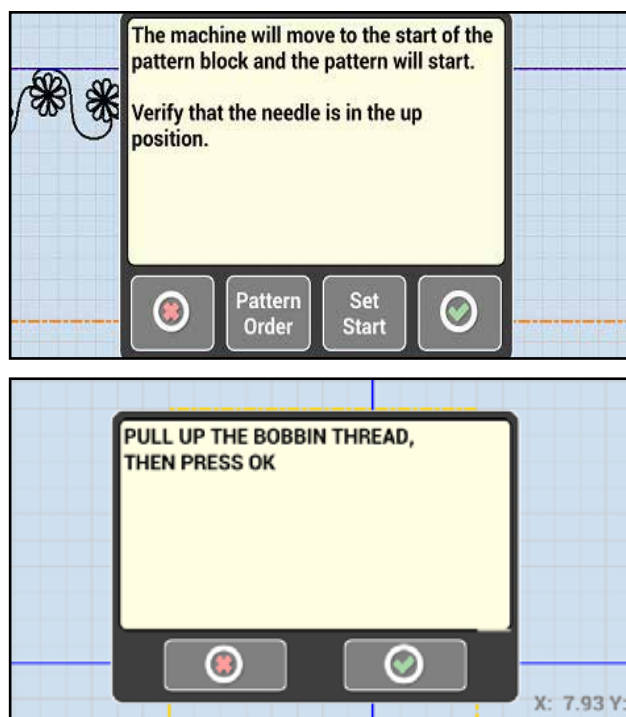 The machine will move to the start of the
pattern block and the pattern will start.
Verify that the needle is in the up
position.
Pattern
Order
Set
Start
PULL UP THE BOBBIN THREAD,
THEN PRESS OK
X: 7.93 Y: